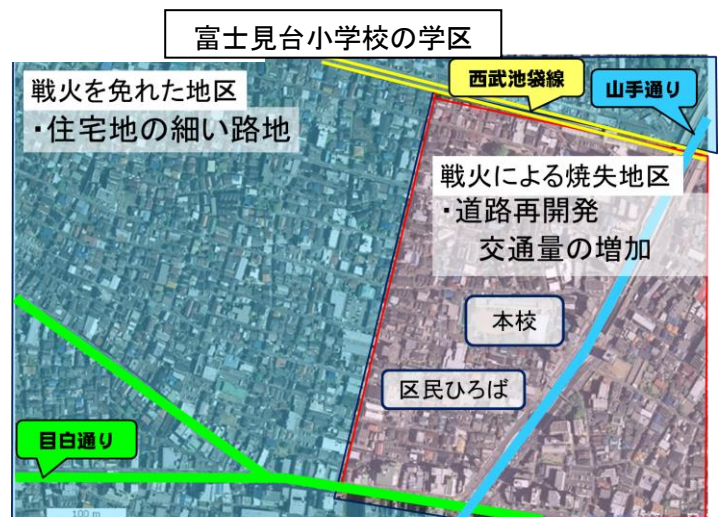 富士見台小学校の学区
西武池袋線
山手通り
戦火を免れた地区
・住宅地の細い路地
戦火による焼失地区
・道路再開発
交通量の増加
本校
区民ひろば
目白通り
100 m